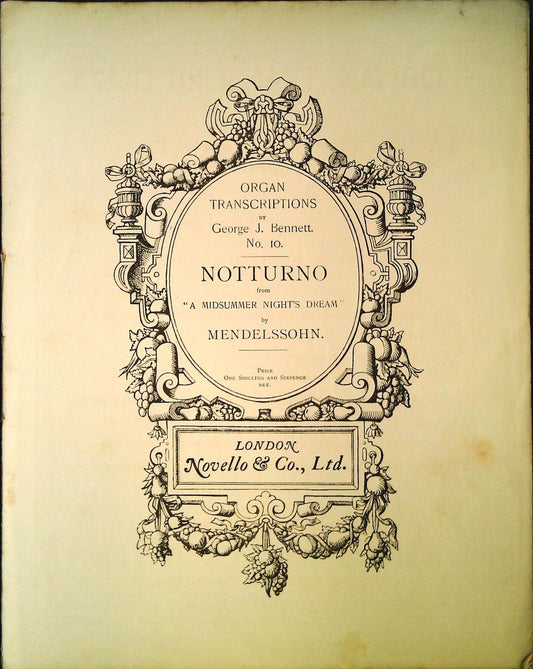 ORGAN
TRANSCRIPTIONS
BY
George J. Bennett.
No. 10.
NOTTURNO
from
"A MIDSUMMER NIGHT'S DREAM"
by
MENDELSSOHN.
PRICE
ONE SHILLING AND SIXPENCE
NET.
LONDON
Novello & Co., Ltd.